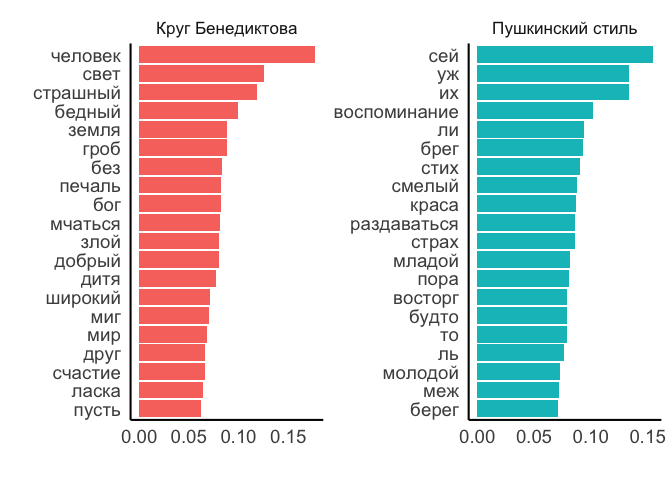 Круг Бенедиктова
человек
свет
страшный
бедный
земля
гроб
без
печаль
бог
мчаться
злой
добрый
дитя
широкий
миг
мир
друг
счастие
ласка
пусть
0.00 0.05 0.10 0.15
Пушкинский стиль
сей
уж
их
воспоминание
ли
брег
стих
смелый
краса
раздаваться
страх
младой
пора
восторг
будто
то
ль
молодой
меж
берег
0.00 0.05 0.10 0.15